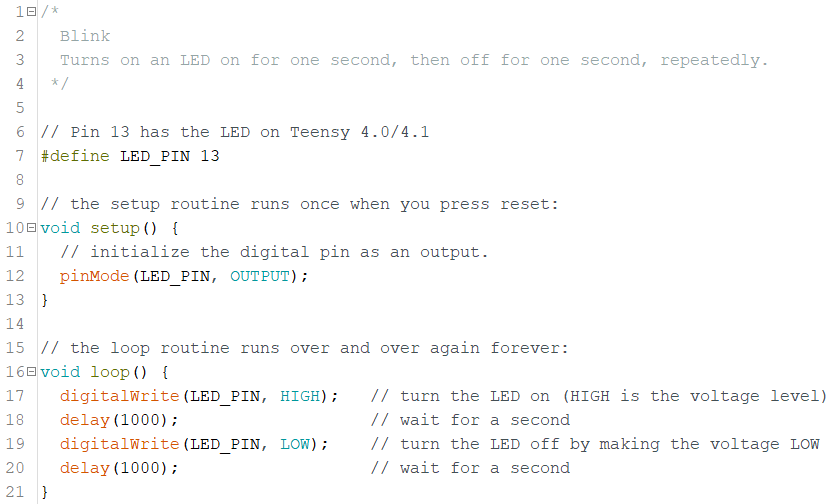 1 /*
2   Blink
3   Turns on an LED on for one second, then off for one second, repeatedly.
4  */
5
6 // Pin 13 has the LED on Teensy 4.0/4.1
7 #define LED_PIN 13
8
9 // the setup routine runs once when you press reset:
10 void setup() {
11   // initialize the digital pin as an output.
12   pinMode(LED_PIN, OUTPUT);
13 }
14
15 // the loop routine runs over and over again forever:
16 void loop() {
17   digitalWrite(LED_PIN, HIGH);   // turn the LED on (HIGH is the voltage level)
18   delay(1000);                   // wait for a second
19   digitalWrite(LED_PIN, LOW);    // turn the LED off by making the voltage LOW
20   delay(1000);                   // wait for a second
21 }